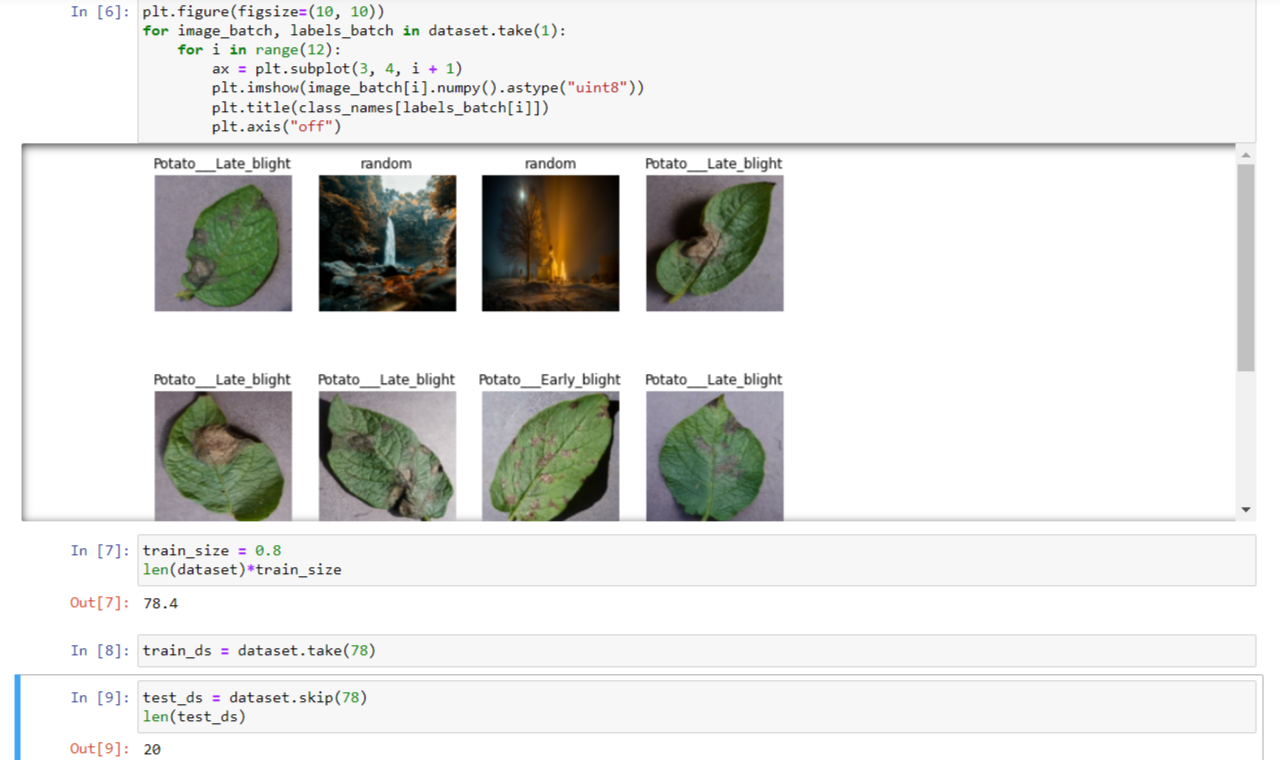 In [6]: plt.figure(figsize=(10, 10))
for image_batch, labels_batch in dataset.take(1):
    for i in range(12):
        ax = plt.subplot(3, 4, i + 1)
        plt.imshow(image_batch[i].numpy().astype("uint8"))
        plt.title(class_names[labels_batch[i]])
        plt.axis("off")
Potato___Late_blight random random Potato___Late_blight
Potato___Late_blight Potato___Late_blight Potato___Early_blight Potato___Late_blight
In [7]: train_size = 0.8
len(dataset)*train_size
Out[7]: 78.4
In [8]: train_ds = dataset.take(78)
In [9]: test_ds = dataset.skip(78)
len(test_ds)
Out[9]: 20